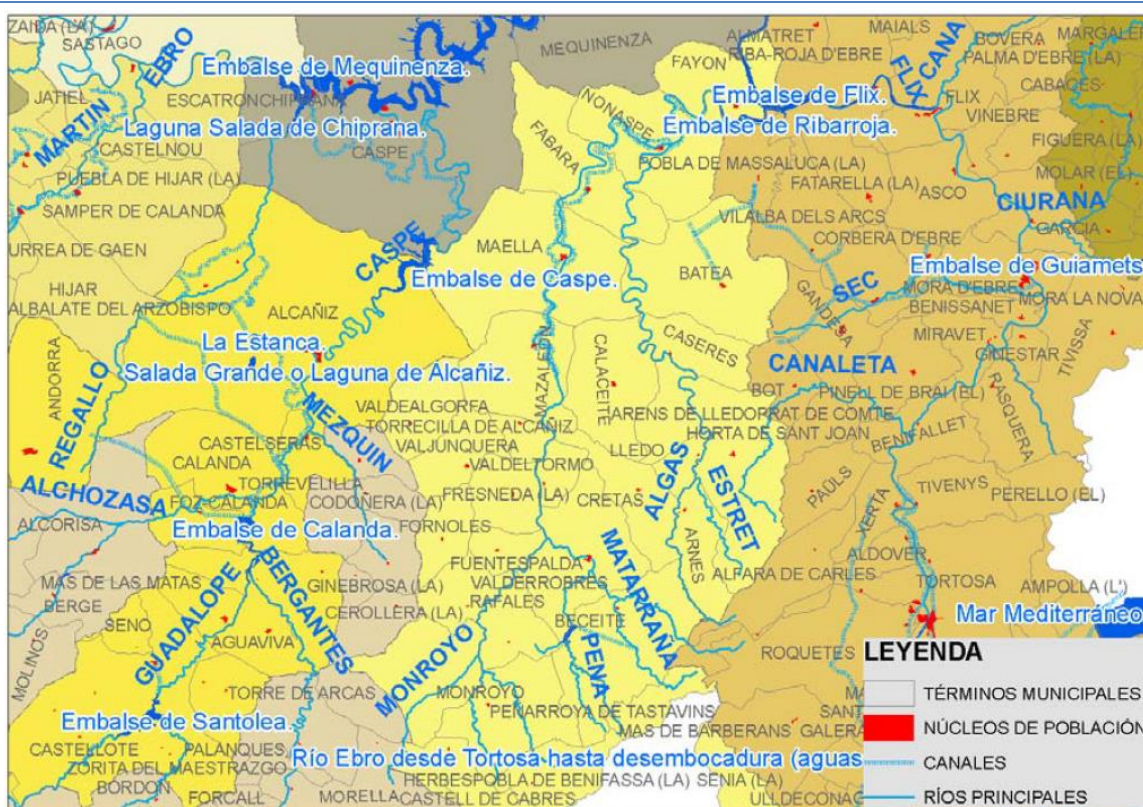 ZAIDA (LA)
SASTAGO
EBRO
MEQUINENZA
ALMATRET
RIBA-ROJA D'EBRE
MAIALS
BOVERA
MARGALEF
FAYON
PALMA D'EBRE (LA)
CANA
FLIX
Embalse de Mequinenza.
JATIEL
ESCATRON
CHIPRANA
Embalse de Flix.
FLIX
CABACES
VINEBRE
MARTIN
Laguna Salada de Chiprana.
NONASPE
Embalse de Ribarroja.
CASTELNOU
CASPE
FABARA
FIGUERA (LA)
PUEBLA DE HIJAR (LA)
POBLA DE MASSALUCA (LA)
MOLAR (EL)
FATARELLA (LA)
ASCO
CIURANA
SAMPER DE CALANDA
VILALBA DELS ARCS
GARCIA
URREA DE GAEN
CASPE
MAELLA
CORBERA D'EBRE
Embalse de Caspe.
BATEA
SEC
Embalse de Guiamets
HIJAR
MORA D'EBRE
ALBALATE DEL ARZOBISPO
ALCAÑIZ
GANDESA
BENISSANET
MORA LA NOVA
MIRAVET
La Estanca.
CASERES
GINESTAR
TIVISSA
Salada Grande o Laguna de Alcañiz.
MAZALEON
CALACEITE
CANALETA
ANDORRA
REGALLO
MEZQUIN
VALDEALGORFA
BOT
PINELL DE BRAI (EL)
RASQUERA
TORRECILLA DE ALCAÑIZ
ARENS DE LLEDO
PRAT DE COMTE
VALJUNQUERA
HORTA DE SANT JOAN
BENIFALLET
CASTELSERAS
LLEDO
CALANDA
VALDELTORMO
ALGAS
ESTRET
TORREVELILLA
FRESNEDA (LA)
CRETAS
PAÜLS
XERTA
TIVENYS
PERELLO (EL)
ALCHOZASA
FOZ-CALANDA
CODOÑERA (LA)
ALCORISA
Embalse de Calanda.
FORNOLES
ARNES
FUENTESPALDA
MATARRAÑA
ALDOVER
MAS DE LAS MATAS
BERGANTES
GINEBROSA (LA)
VALDERROBRES
ALFARA DE CARLES
TORTOSA
AMPOLLA (L')
BERGE
CEROLLERA (LA)
RAFALES
SENO
GUADALOPE
BECEITE
Mar Mediterráneo
MOLINOS
AGUAVIVA
MONROYO
PENA
ROQUETES
TORRE DE ARCAS
MONROYO
Embalse de Santolea.
PEÑARROYA DE TASTAVINS
MAS DE BARBERANS
GALERA
CASTELLOTE
PALANQUES
Río Ebro desde Tortosa hasta desembocadura (aguas
ZORITA DEL MAESTRAZGO
HERBES
POBLA DE BENIFASSA (LA)
SENIA (LA)
BORDON
FORCALL
MORELLA
CASTELL DE CABRES
ULLDECONA
LEYENDA
TÉRMINOS MUNICIPALES
NÚCLEOS DE POBLACIÓN
CANALES
RÍOS PRINCIPALES